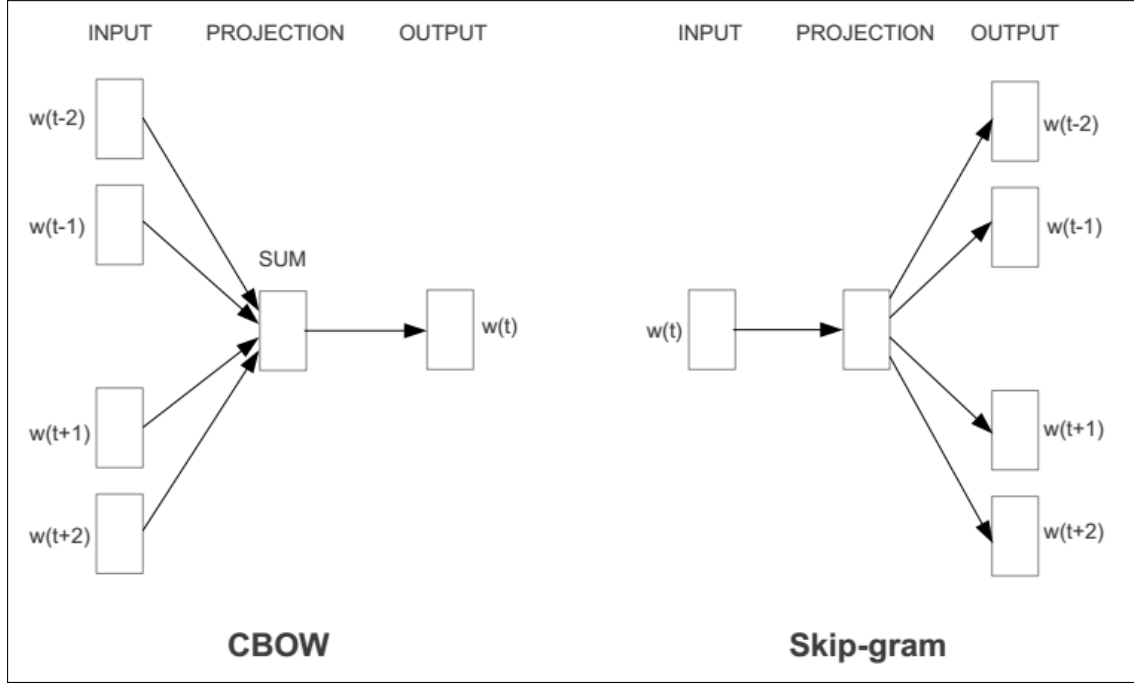 INPUT PROJECTION OUTPUT
w(t-2)
w(t-1)
SUM
w(t)
w(t+1)
w(t+2)
CBOW
INPUT PROJECTION OUTPUT
w(t-2)
w(t-1)
w(t)
w(t+1)
w(t+2)
Skip-gram